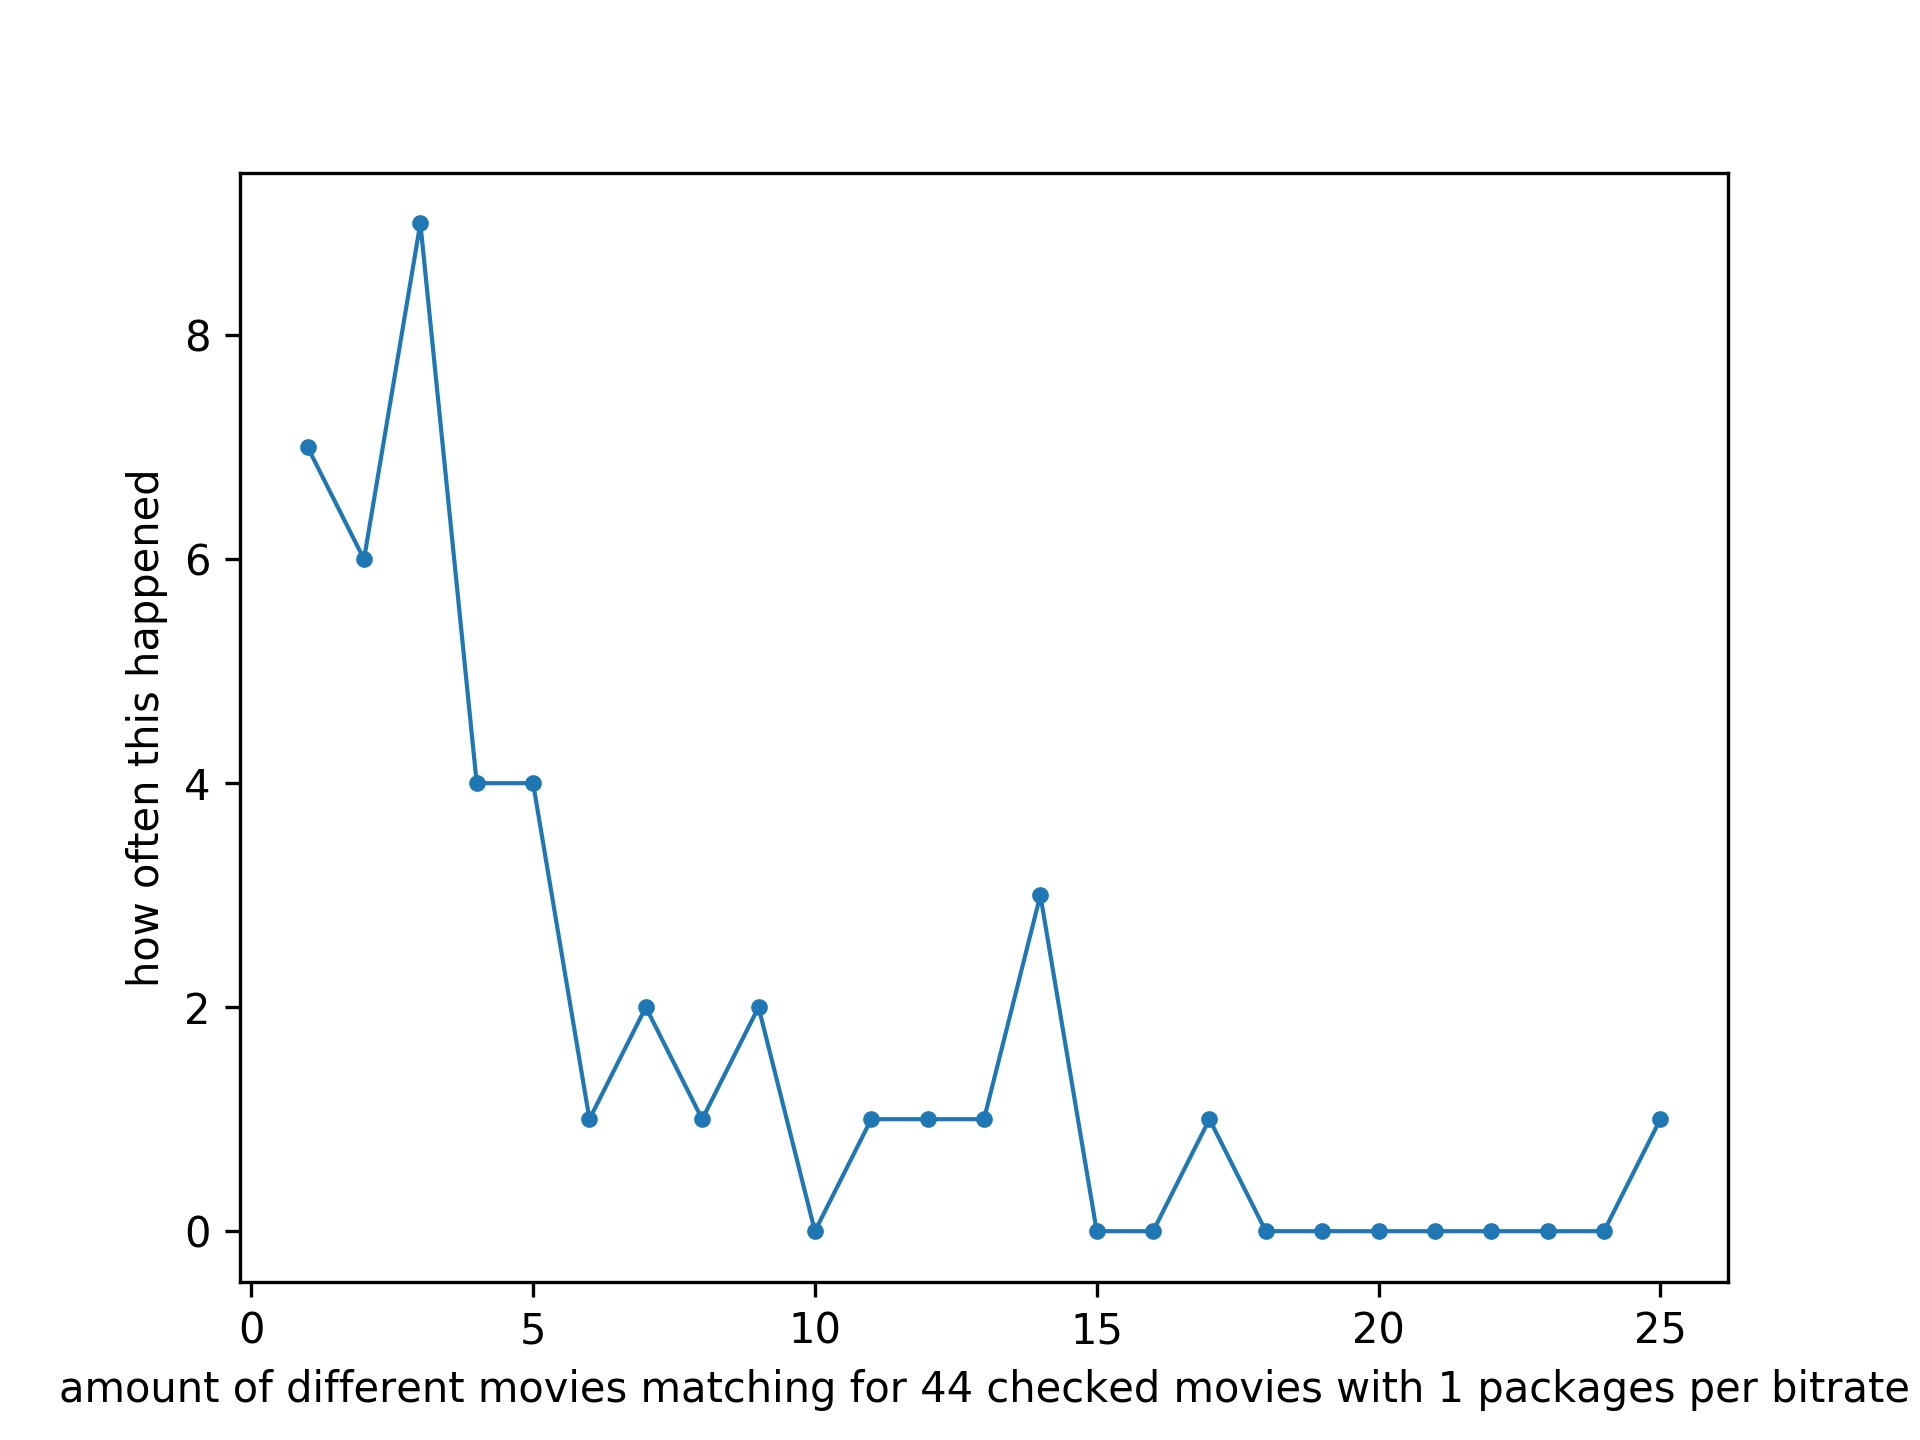 how often this happened
8
6
4
2
0
0 5 10 15 20 25
amount of different movies matching for 44 checked movies with 1 packages per bitrate